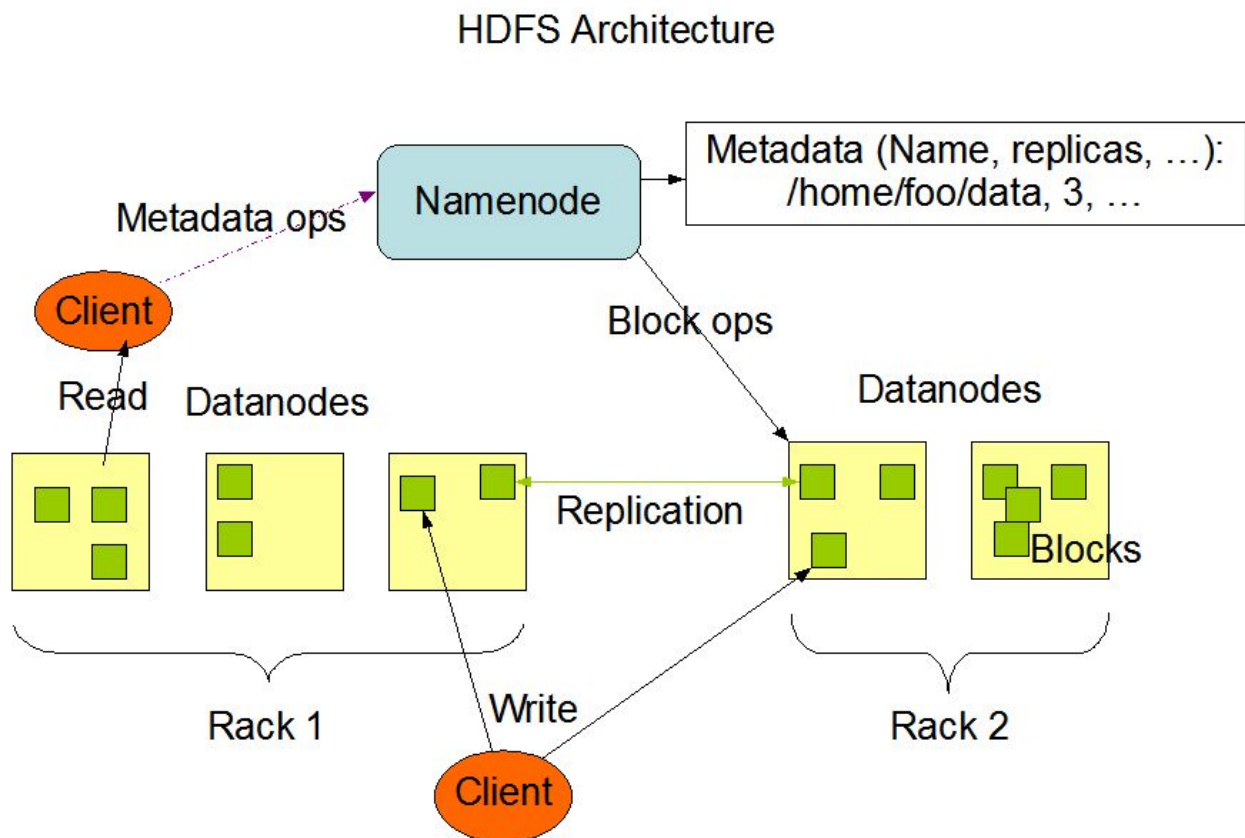 HDFS Architecture
Metadata (Name, replicas, …):
/home/foo/data, 3, …
Namenode
Metadata ops
Client
Block ops
Read
Datanodes
Datanodes
Replication
Blocks
Rack 1
Write
Rack 2
Client